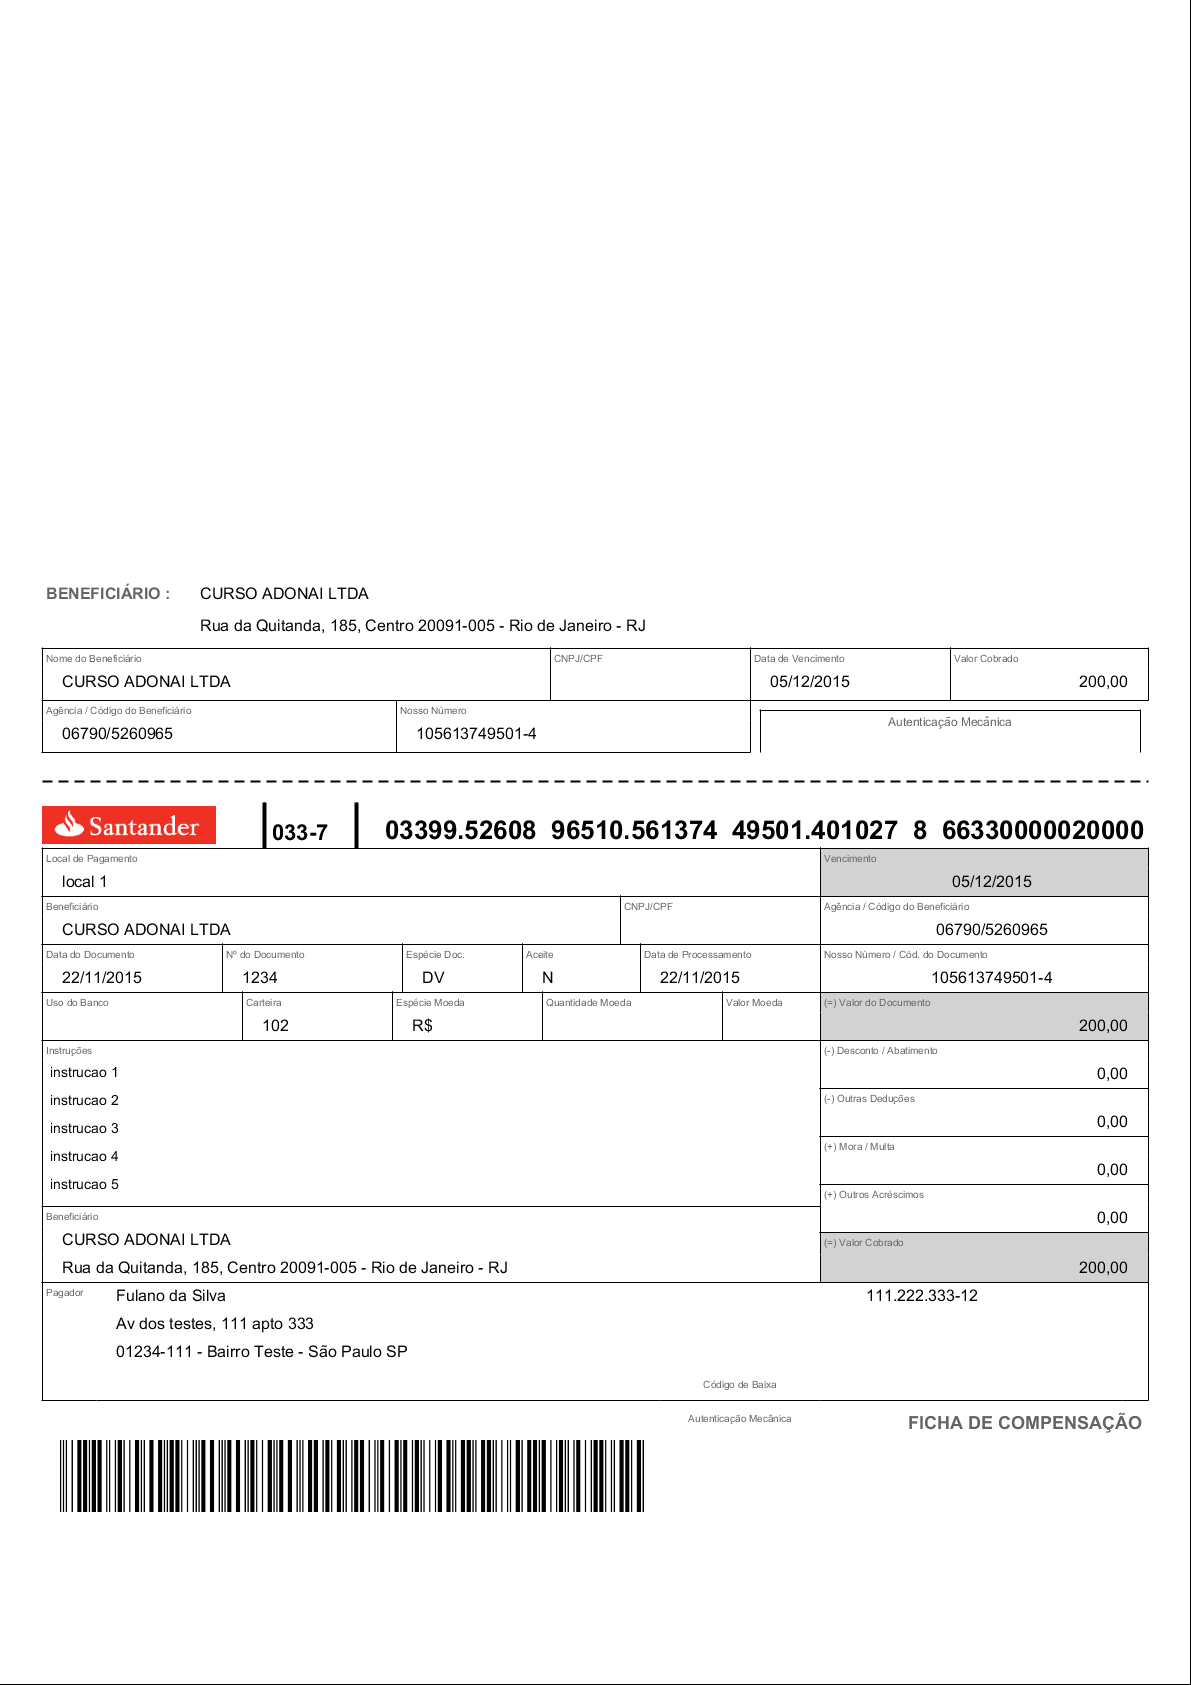 BENEFICIÁRIO : CURSO ADONAI LTDA
Rua da Quitanda, 185, Centro 20091-005 - Rio de Janeiro - RJ
Nome do Beneficiário CNPJ/CPF Data de Vencimento Valor Cobrado
CURSO ADONAI LTDA 05/12/2015 200,00
Agência / Código do Beneficiário Nosso Número Autenticação Mecânica
06790/5260965 105613749501-4
Santander 033-7 03399.52608 96510.561374 49501.401027 8 66330000020000
Local de Pagamento Vencimento
local 1 05/12/2015
Beneficiário CNPJ/CPF Agência / Código do Beneficiário
CURSO ADONAI LTDA 06790/5260965
Data do Documento Nº do Documento Espécie Doc. Aceite Data de Processamento Nosso Número / Cód. do Documento
22/11/2015 1234 DV N 22/11/2015 105613749501-4
Uso do Banco Carteira Espécie Moeda Quantidade Moeda Valor Moeda (=) Valor do Documento
102 R$ 200,00
Instruções (-) Desconto / Abatimento
instrucao 1 0,00
instrucao 2 (-) Outras Deduções
0,00
instrucao 3
(+) Mora / Multa
instrucao 4 0,00
instrucao 5 (+) Outros Acréscimos
0,00
Beneficiário
CURSO ADONAI LTDA (=) Valor Cobrado
Rua da Quitanda, 185, Centro 20091-005 - Rio de Janeiro - RJ 200,00
Pagador Fulano da Silva 111.222.333-12
Av dos testes, 111 apto 333
01234-111 - Bairro Teste - São Paulo SP
Código de Baixa
Autenticação Mecânica FICHA DE COMPENSAÇÃO